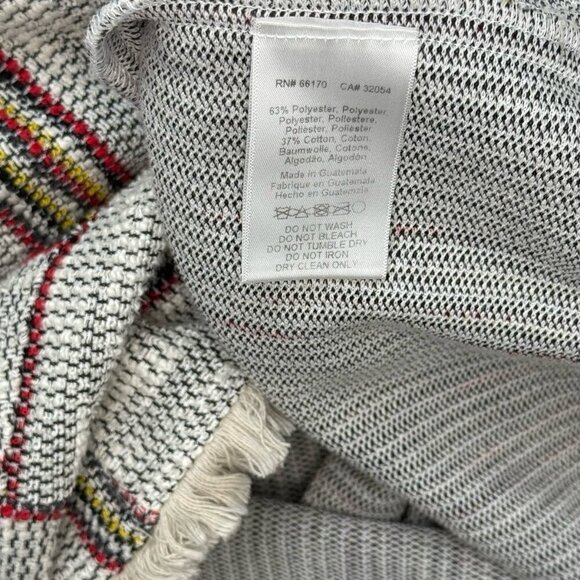 RN# 66170 CA# 32054
63% Polyester, Polyester,
Polyester, Poliestere,
Poliéster, Poliester
37% Cotton, Coton,
Baumwolle, Cotone,
Algodão, Algodón.
Made in Guatemala
Fabrique en Guatemala
Hecho en Guatemala
DO NOT WASH
DO NOT BLEACH
DO NOT TUMBLE DRY
DO NOT IRON
DRY CLEAN ONLY